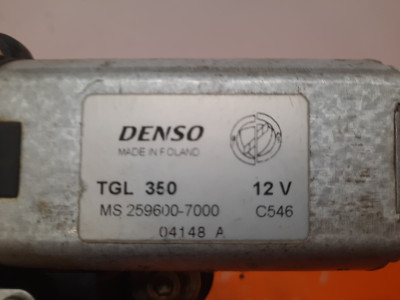 DENSO
MADE IN POLAND
TGL 350 12 V
MS 259600-7000 C546
04148 A